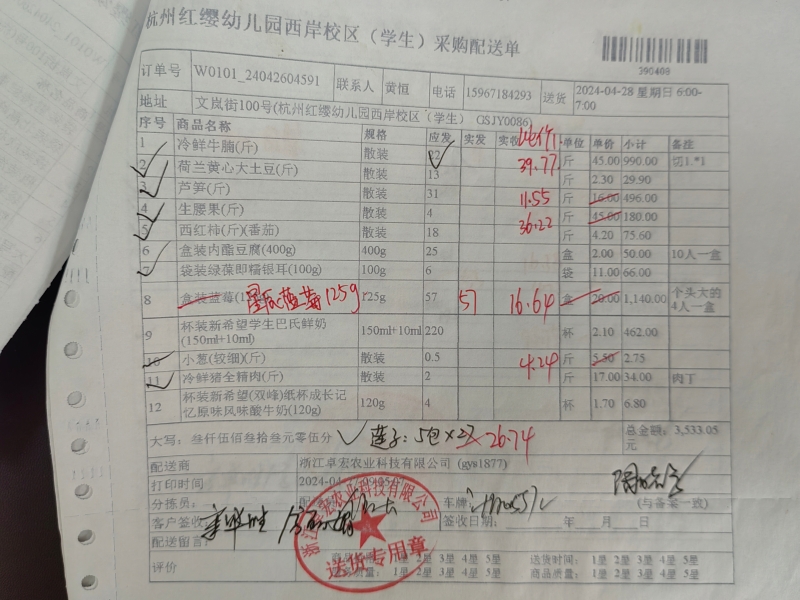 杭州红缨幼儿园西岸校区（学生）采购配送单
390408
订单号 W0101_24042604591 联系人 黄恒 电话 15967184293 送货 2024-04-28 星期日 6:00-7:00
地址 文岚街100号(杭州红缨幼儿园西岸校区（学生）(JSJY0086)
序号 商品名称 规格 应发 实发 实收 单位 单价 小计 备注
1 冷鲜牛腩(斤) 散装 22 斤 45.00 990.00 切1.*1
2 荷兰黄心大土豆(斤) 散装 13 39.77 斤 2.30 29.90
3 芦笋(斤) 散装 31 11.55 斤 16.00 496.00
4 生腰果(斤) 散装 4 36.22 斤 45.00 180.00
5 西红柿(斤)(番茄) 散装 18 斤 4.20 75.60
6 盒装内酯豆腐(400g) 400g 25 盒 2.00 50.00 10人一盒
7 袋装绿葆即糯银耳(100g) 100g 6 袋 11.00 66.00
8 盒装蓝莓 蓝莓125g 125g 57 57 16.64 盒 20.00 1,140.00 个头大的4人一盒
9 杯装新希望学生巴氏鲜奶(150ml+10ml) 150ml+10ml 220 杯 2.10 462.00
10 小葱(较细)(斤) 散装 0.5 4.24 斤 5.50 2.75
11 冷鲜猪全精肉(斤) 散装 2 斤 17.00 34.00 肉丁
12 杯装新希望(双峰)纸杯成长记忆原味风味酸牛奶(120g) 120g 4 杯 1.70 6.80
大写：叁仟伍佰叁拾叁元零伍分 莲子：5包×27 26.74 总金额：3,533.05元
配送商 浙江卓宏农业科技有限公司 (gys1877)
打印时间 2024-04
分拣员： 车牌 (与备案一致)
客户签收 签收日期： 年 月 日
配送留言
评价 1星 2星 3星 4星 5星 送货时间： 1星 2星 3星 4星 5星
质量： 1星 2星 3星 4星 5星 商品质量： 1星 2星 3星 4星 5星
浙江卓宏农业科技有限公司
送货专用章